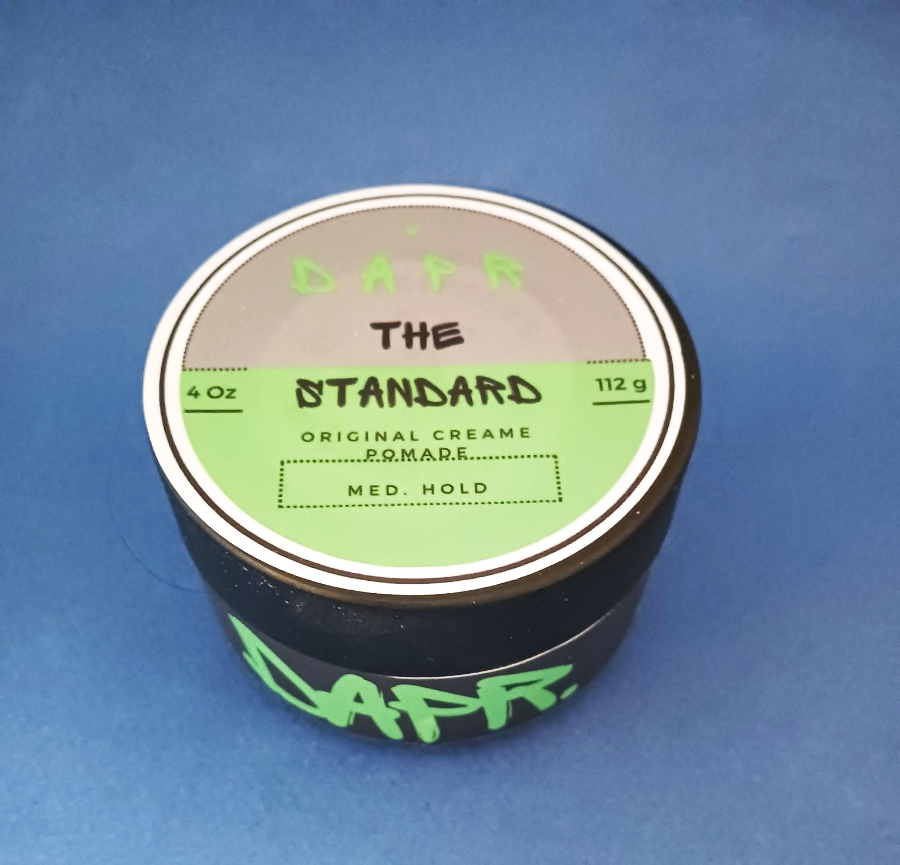 DAPR
THE
4 Oz STANDARD 112 g
ORIGINAL CREAME
POMADE
MED. HOLD
DAPR.